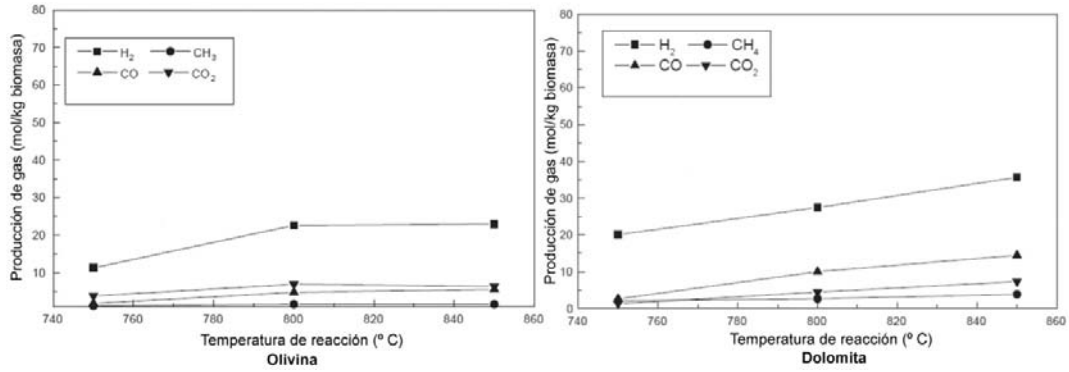 Producción de gas (mol/kg biomasa)
80
70
60
50
40
30
20
10
H2 CH3
CO CO2
740 760 780 800 820 840 860
Temperatura de reacción (º C)
Olivina
Producción de gas (mol/kg biomasa)
80
70
60
50
40
30
20
10
0
H2 CH4
CO CO2
740 760 780 800 820 840 860
Temperatura de reacción (º C)
Dolomita